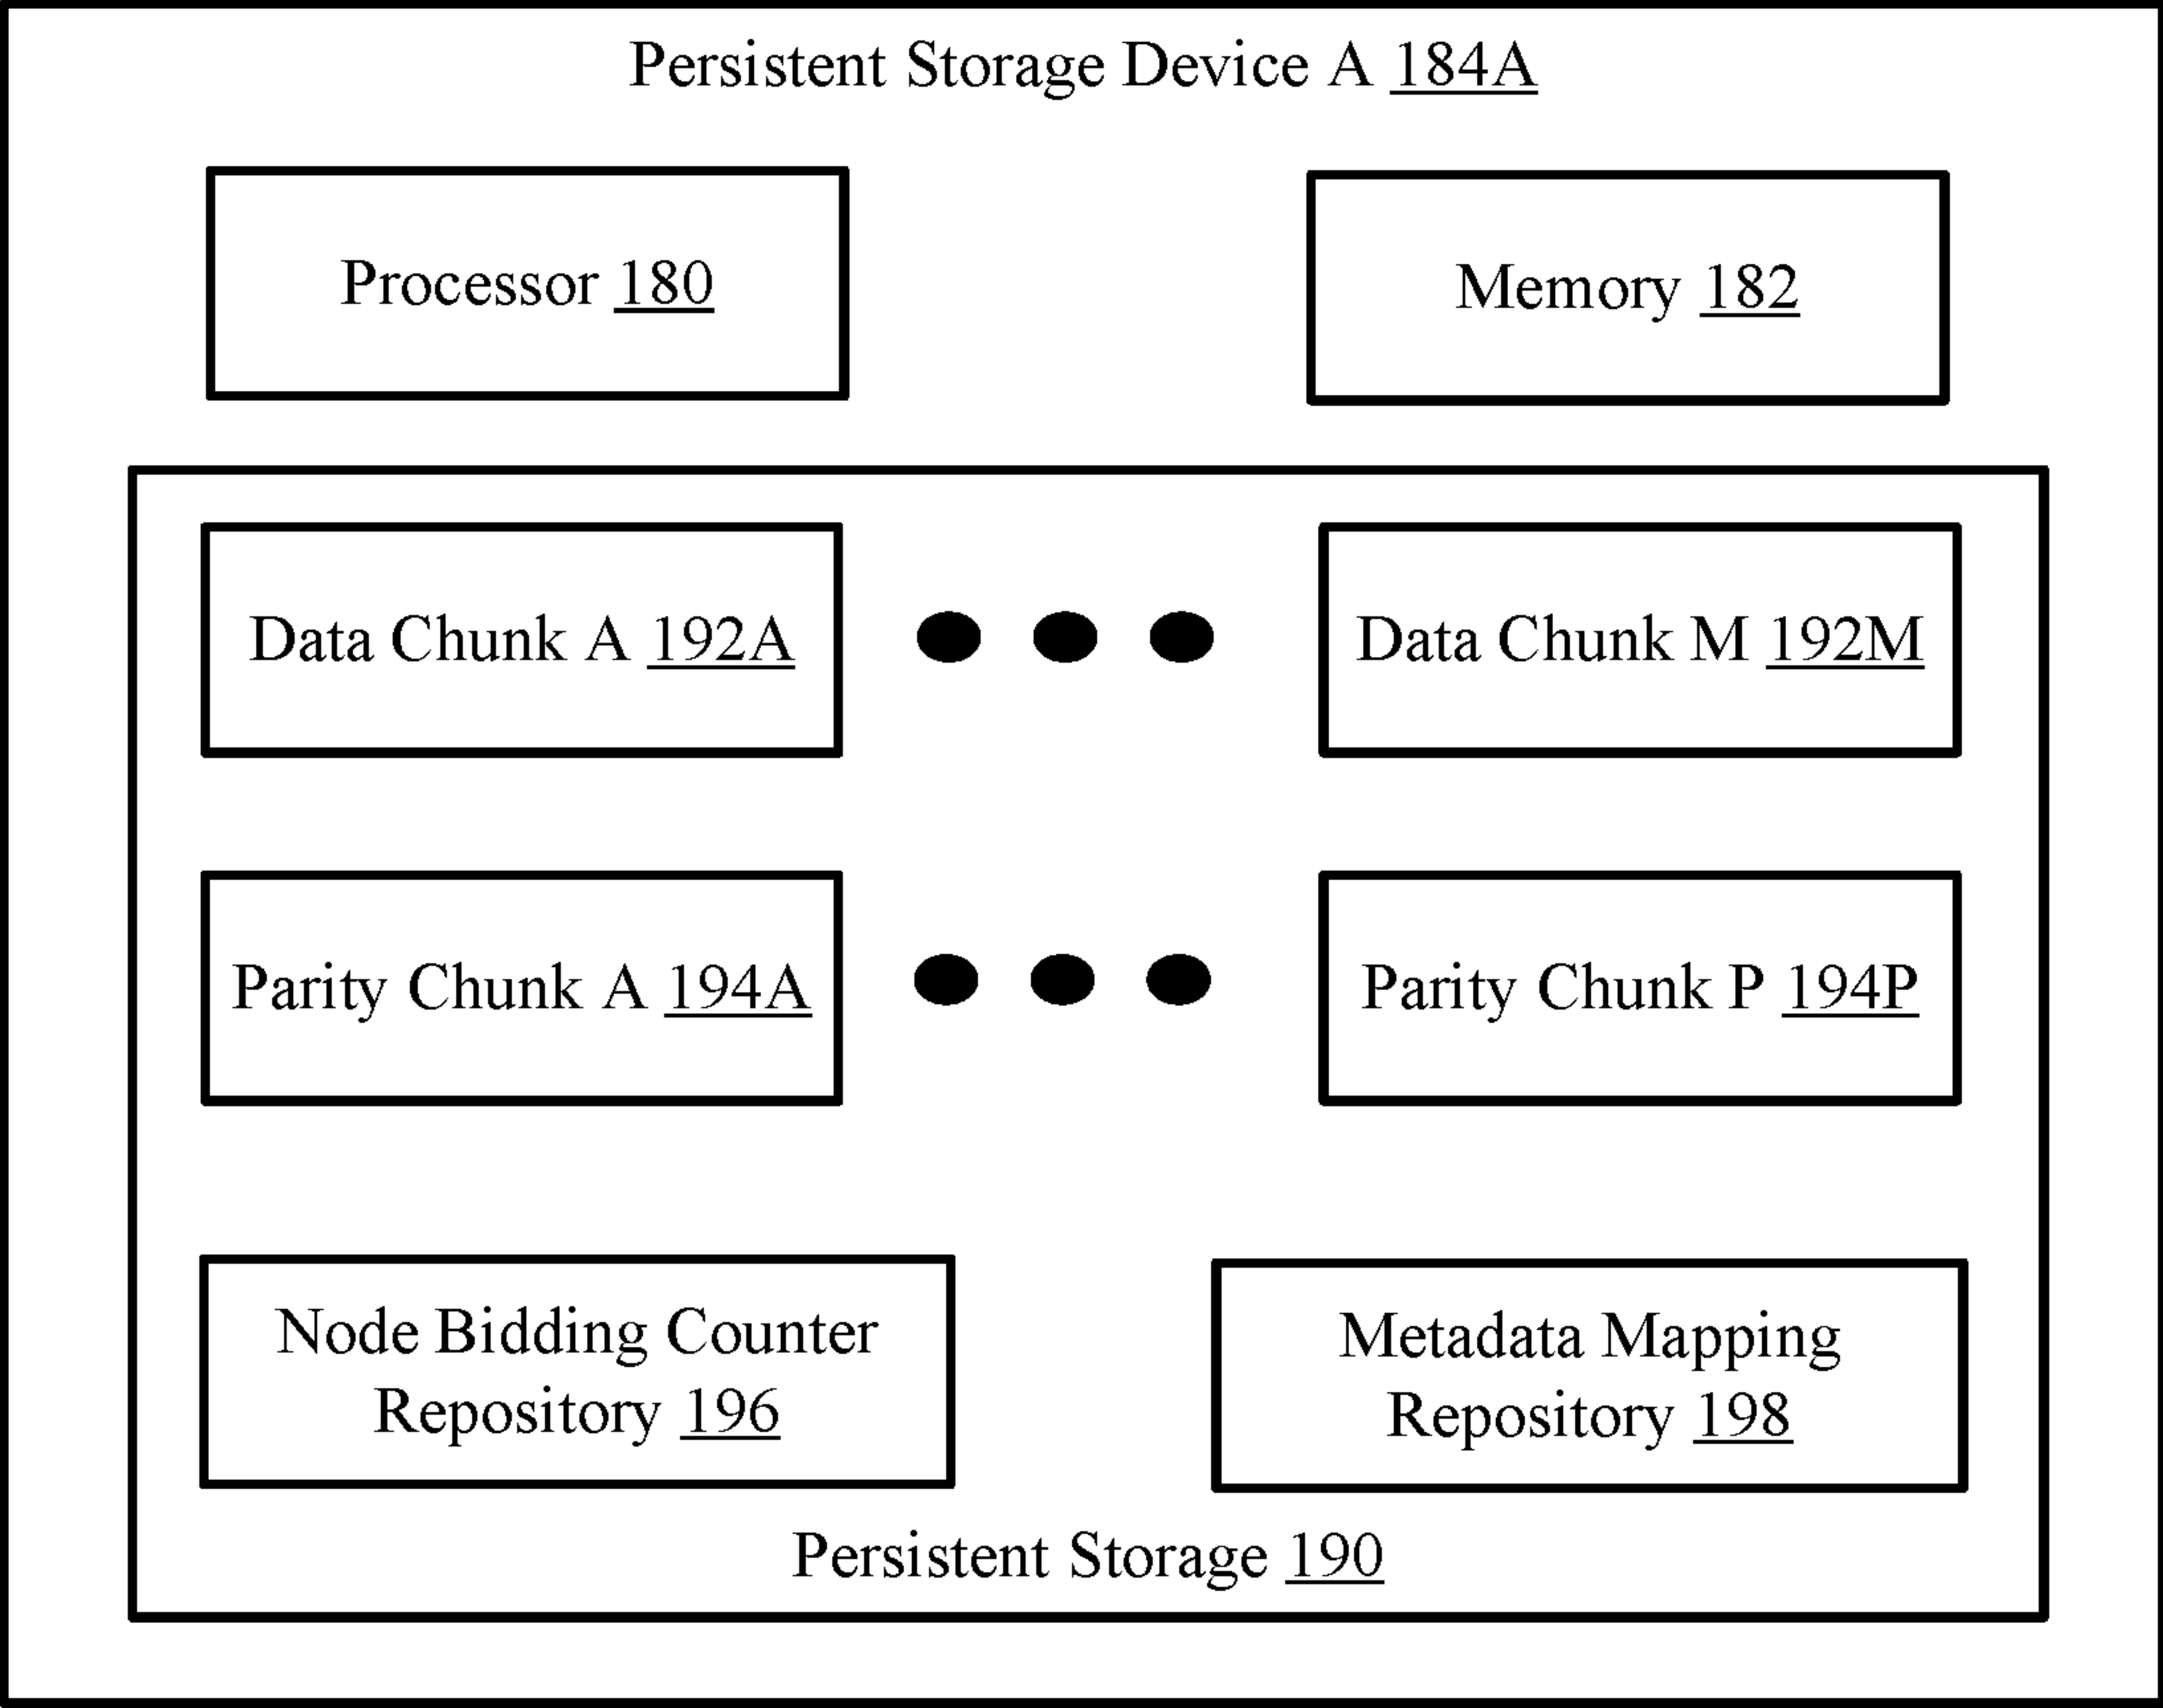 Persistent Storage Device A 184A
Processor 180
Memory 182
Data Chunk A 192A
Data Chunk M 192M
Parity Chunk A 194A
Parity Chunk P 194P
Node Bidding Counter
Repository 196
Metadata Mapping
Repository 198
Persistent Storage 190